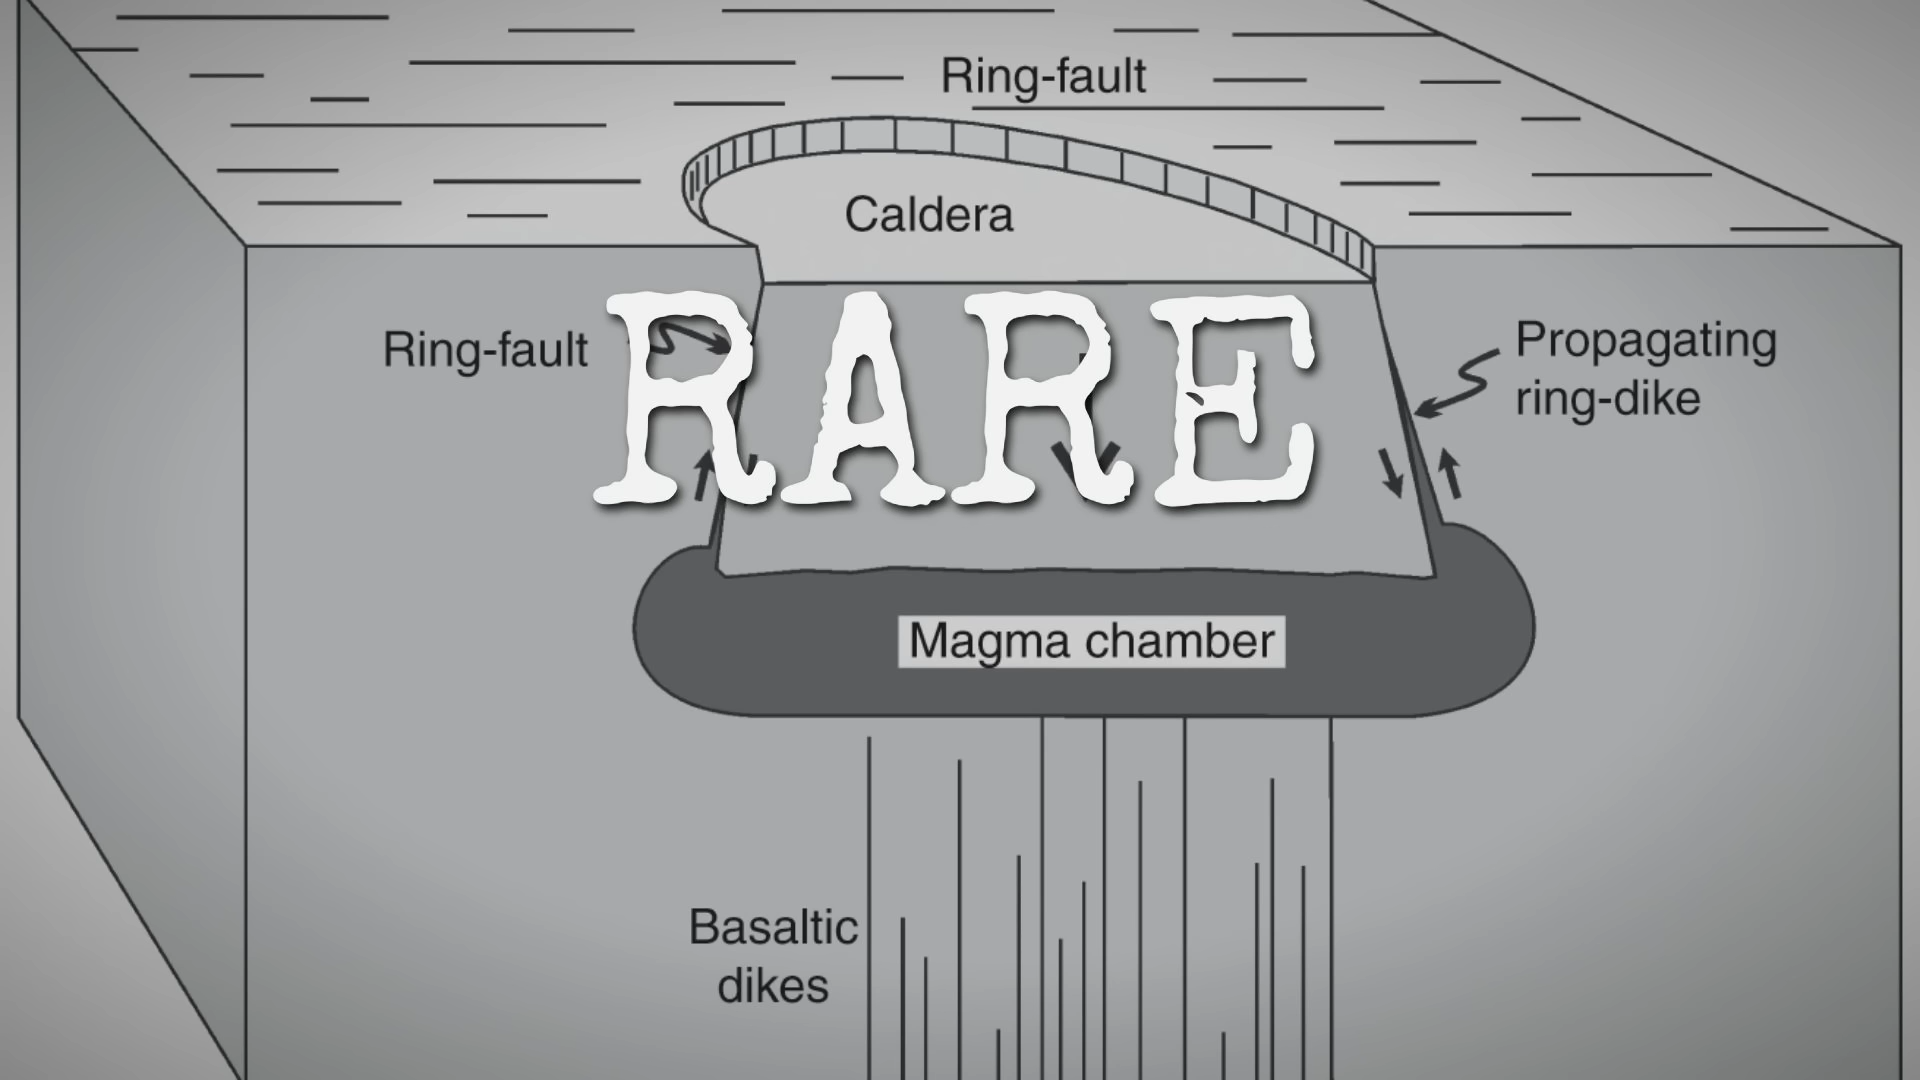 Ring-fault
Caldera
RARE
Ring-fault
Propagating
ring-dike
Magma chamber
Basaltic
dikes